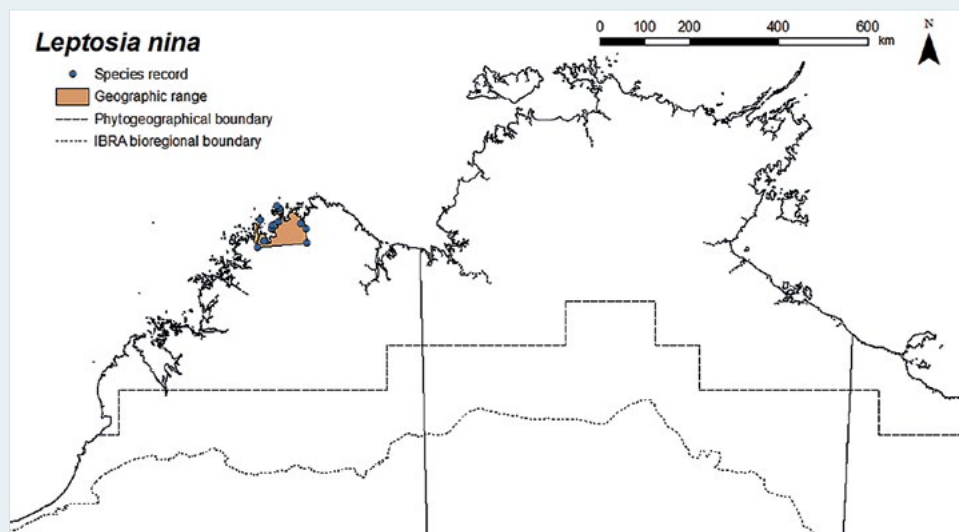 Leptosia nina
Species record
Geographic range
Phytogeographical boundary
IBRA bioregional boundary
0 100 200 400 600
km
N